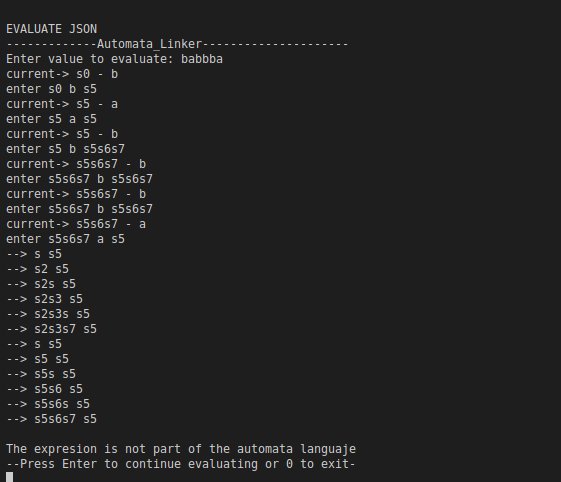 EVALUATE JSON
-------------Automata_Linker---------------------
Enter value to evaluate: babbba
current-> s0 - b
enter s0 b s5
current-> s5 - a
enter s5 a s5
current-> s5 - b
enter s5 b s5s6s7
current-> s5s6s7 - b
enter s5s6s7 b s5s6s7
current-> s5s6s7 - b
enter s5s6s7 b s5s6s7
current-> s5s6s7 - a
enter s5s6s7 a s5
--> s s5
--> s2 s5
--> s2s s5
--> s2s3 s5
--> s2s3s s5
--> s2s3s7 s5
--> s s5
--> s5 s5
--> s5s s5
--> s5s6 s5
--> s5s6s s5
--> s5s6s7 s5
The expresion is not part of the automata languaje
--Press Enter to continue evaluating or 0 to exit-